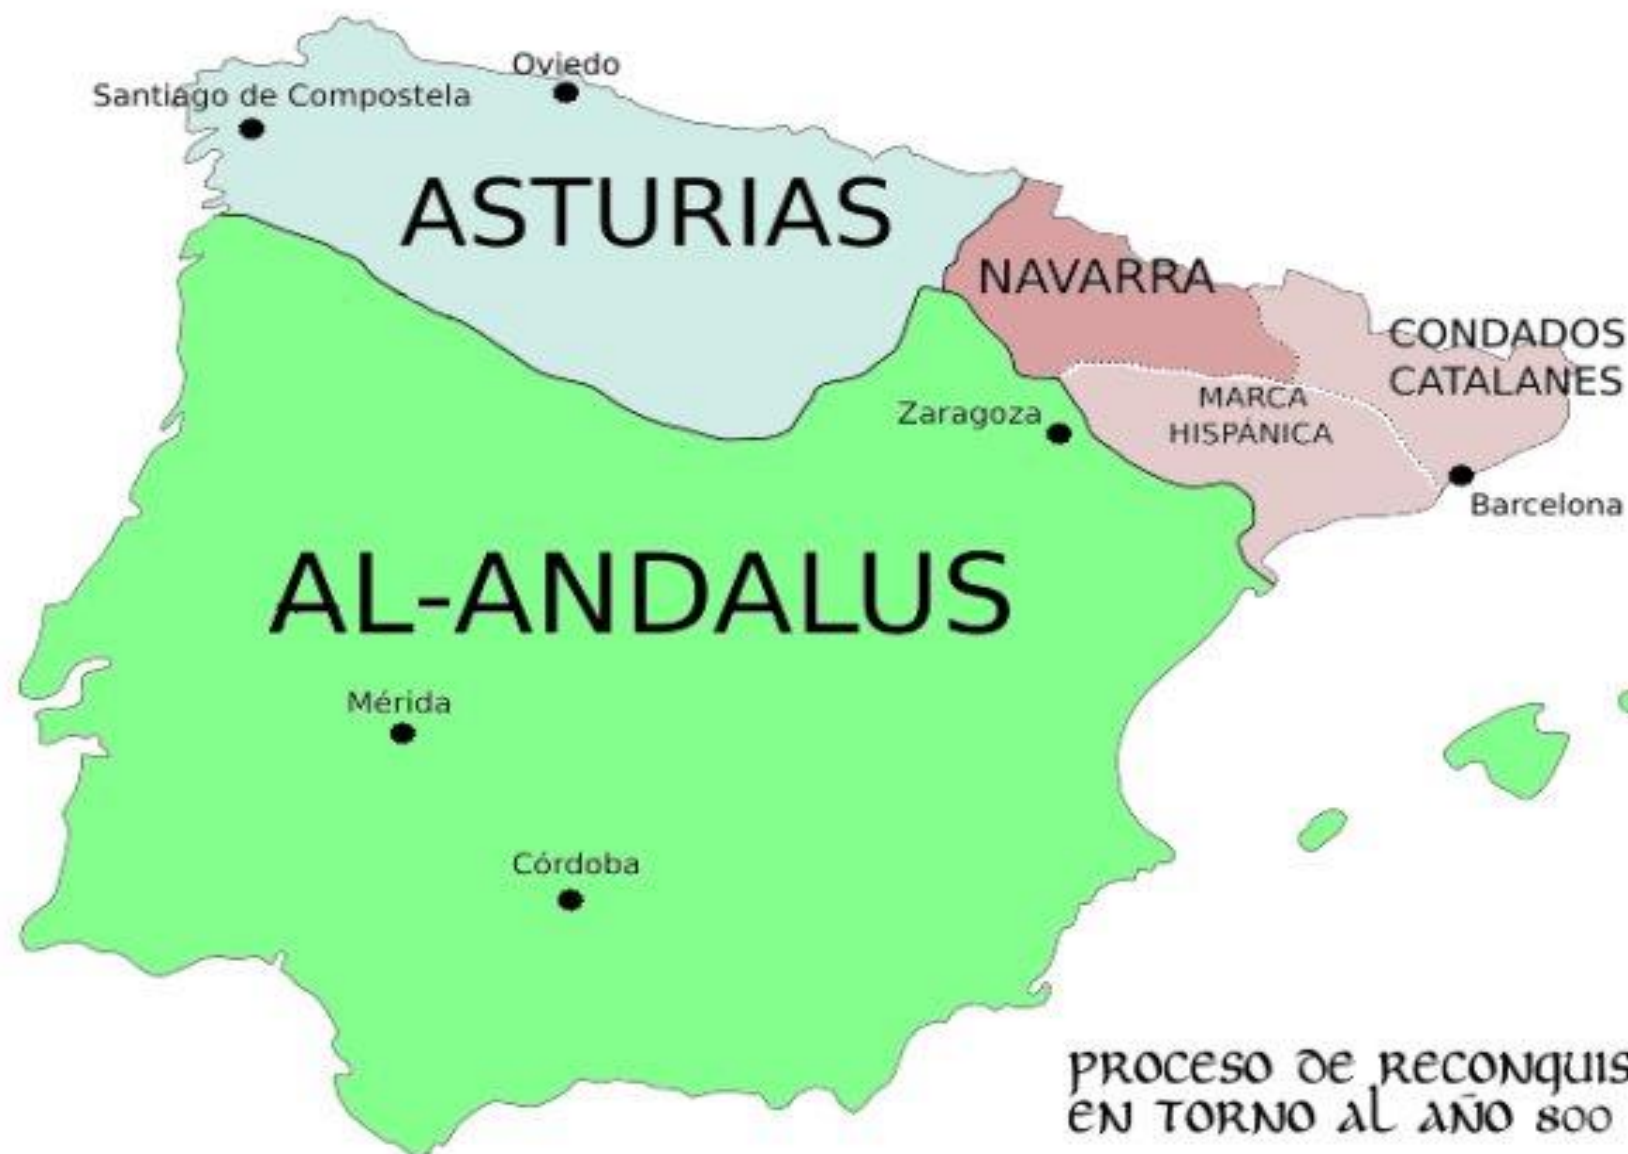 Oviedo
Santiago de Compostela
ASTURIAS
NAVARRA
CONDADOS
CATALANES
MARCA
HISPÁNICA
Zaragoza
Barcelona
AL-ANDALUS
Mérida
Córdoba
PROCESO DE RECONQUIS
EN TORNO AL AÑO 800